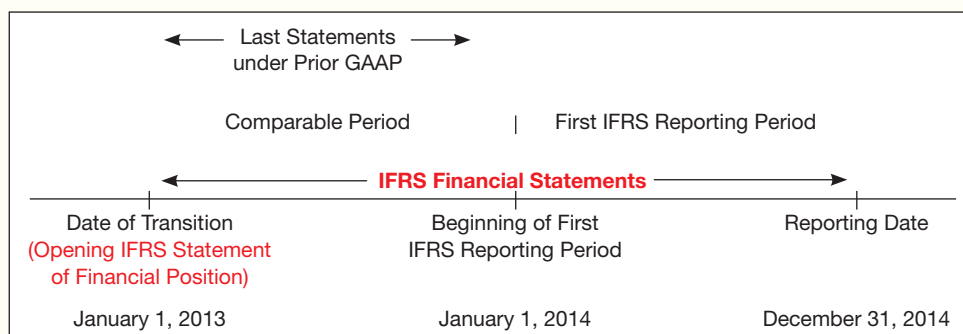 Last Statements
under Prior GAAP
Comparable Period | First IFRS Reporting Period
IFRS Financial Statements
Date of Transition
(Opening IFRS Statement
of Financial Position)
Beginning of First
IFRS Reporting Period
Reporting Date
January 1, 2013
January 1, 2014
December 31, 2014